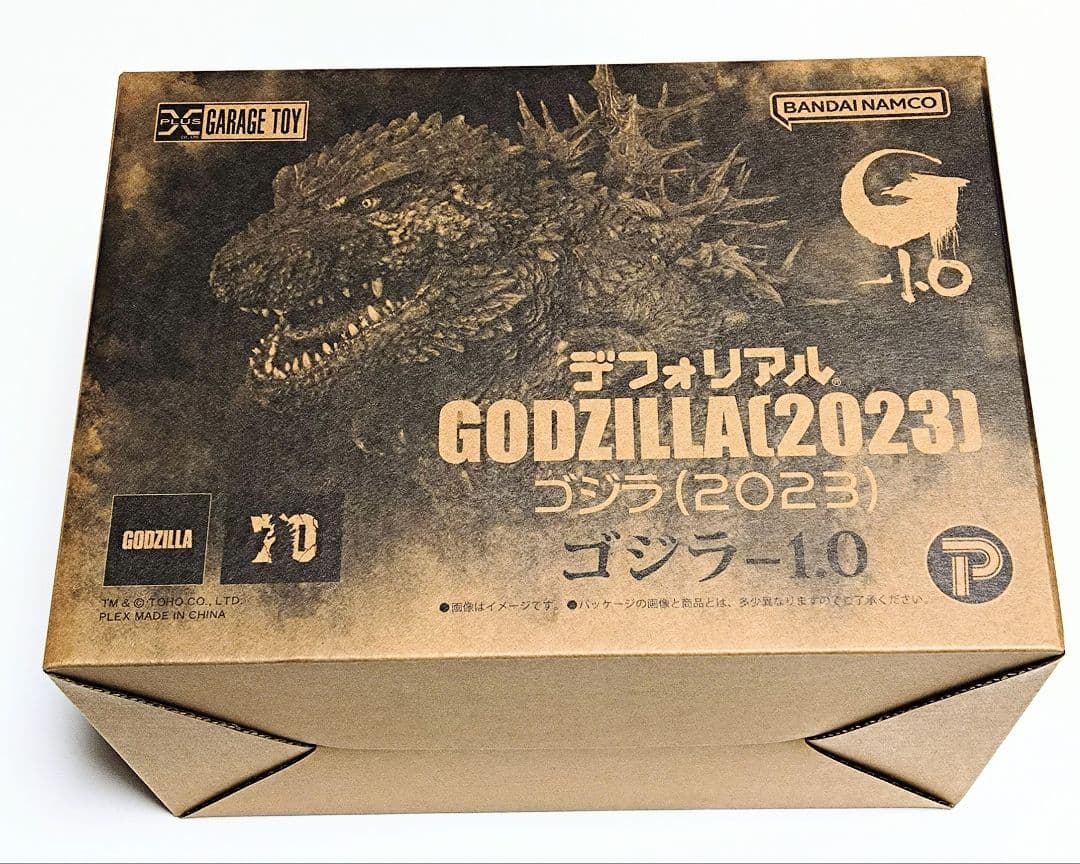 X PLUS CO., LTD. GARAGE TOY
BANDAI NAMCO
G
-1.0
デフォリアル®
GODZILLA(2023)
ゴジラ(2023)
ゴジラ-1.0
GODZILLA
70
P
TM & © TOHO CO., LTD.
PLEX MADE IN CHINA
●画像はイメージです。 ●パッケージの画像と商品とは、多少異なりますのでご了承ください。